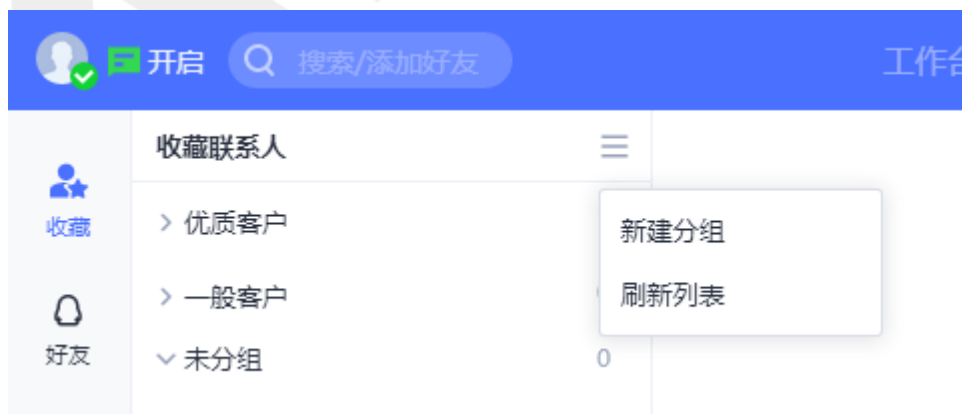 开启 搜索/添加好友 工作台
收藏联系人
收藏
优质客户
新建分组
一般客户
刷新列表
好友
未分组 0